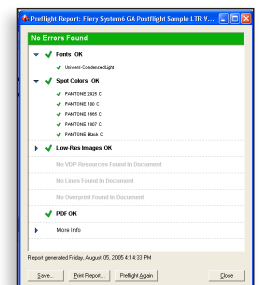 Preflight Report: Fiery System6 GA Postflight Sample LTR V...
No Errors Found
Fonts OK
Univers-CondensedLight
Spot Colors OK
PANTONE 2925 C
PANTONE 100 C
PANTONE 1665 C
PANTONE 1807 C
PANTONE Black C
Low-Res Images OK
No VDP Resources Found In Document
No Lines Found In Document
No Overprint Found In Document
PDF OK
More Info
Report generated Friday, August 05, 2005 4:14:33 PM
Save... Print Report... Preflight Again Close